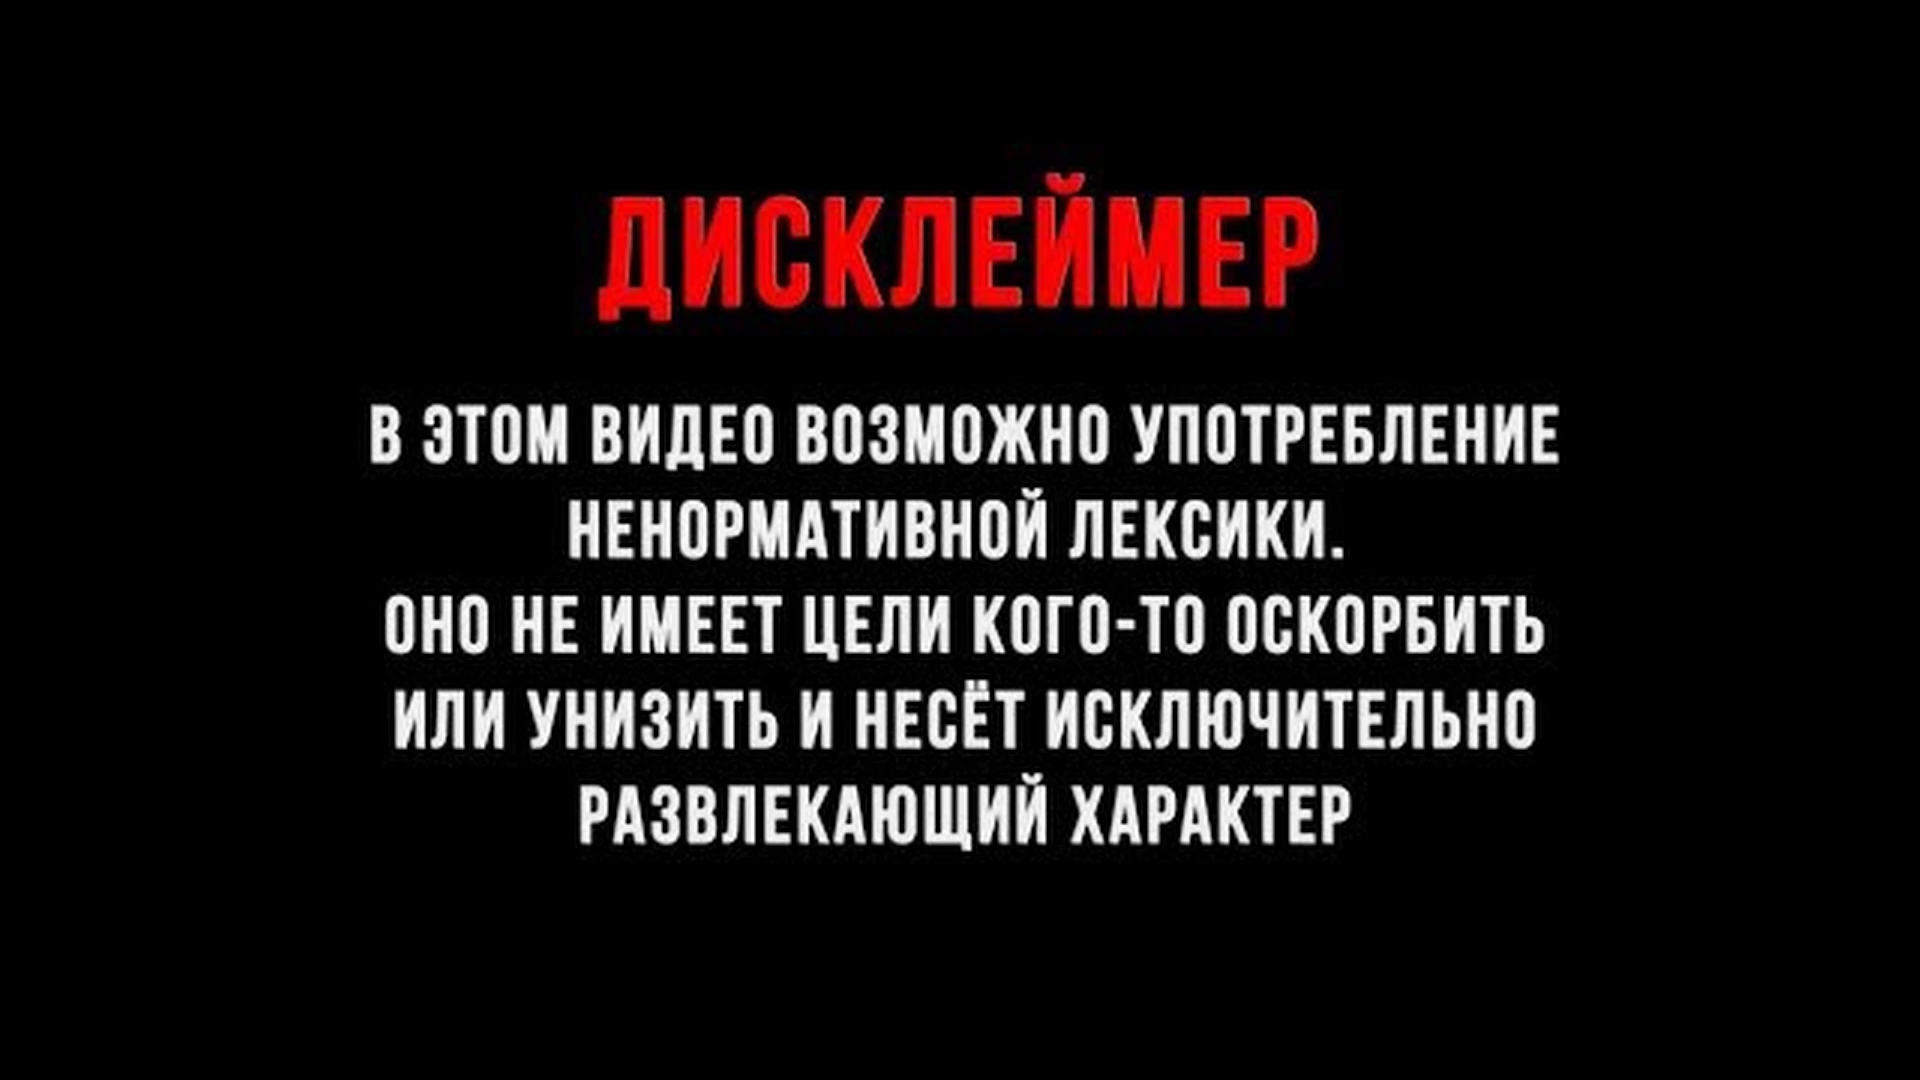 ДИСКЛЕЙМЕР
В ЭТОМ ВИДЕО ВОЗМОЖНО УПОТРЕБЛЕНИЕ
НЕНОРМАТИВНОЙ ЛЕКСИКИ.
ОНО НЕ ИМЕЕТ ЦЕЛИ КОГО-ТО ОСКОРБИТЬ
ИЛИ УНИЗИТЬ И НЕСЁТ ИСКЛЮЧИТЕЛЬНО
РАЗВЛЕКАЮЩИЙ ХАРАКТЕР